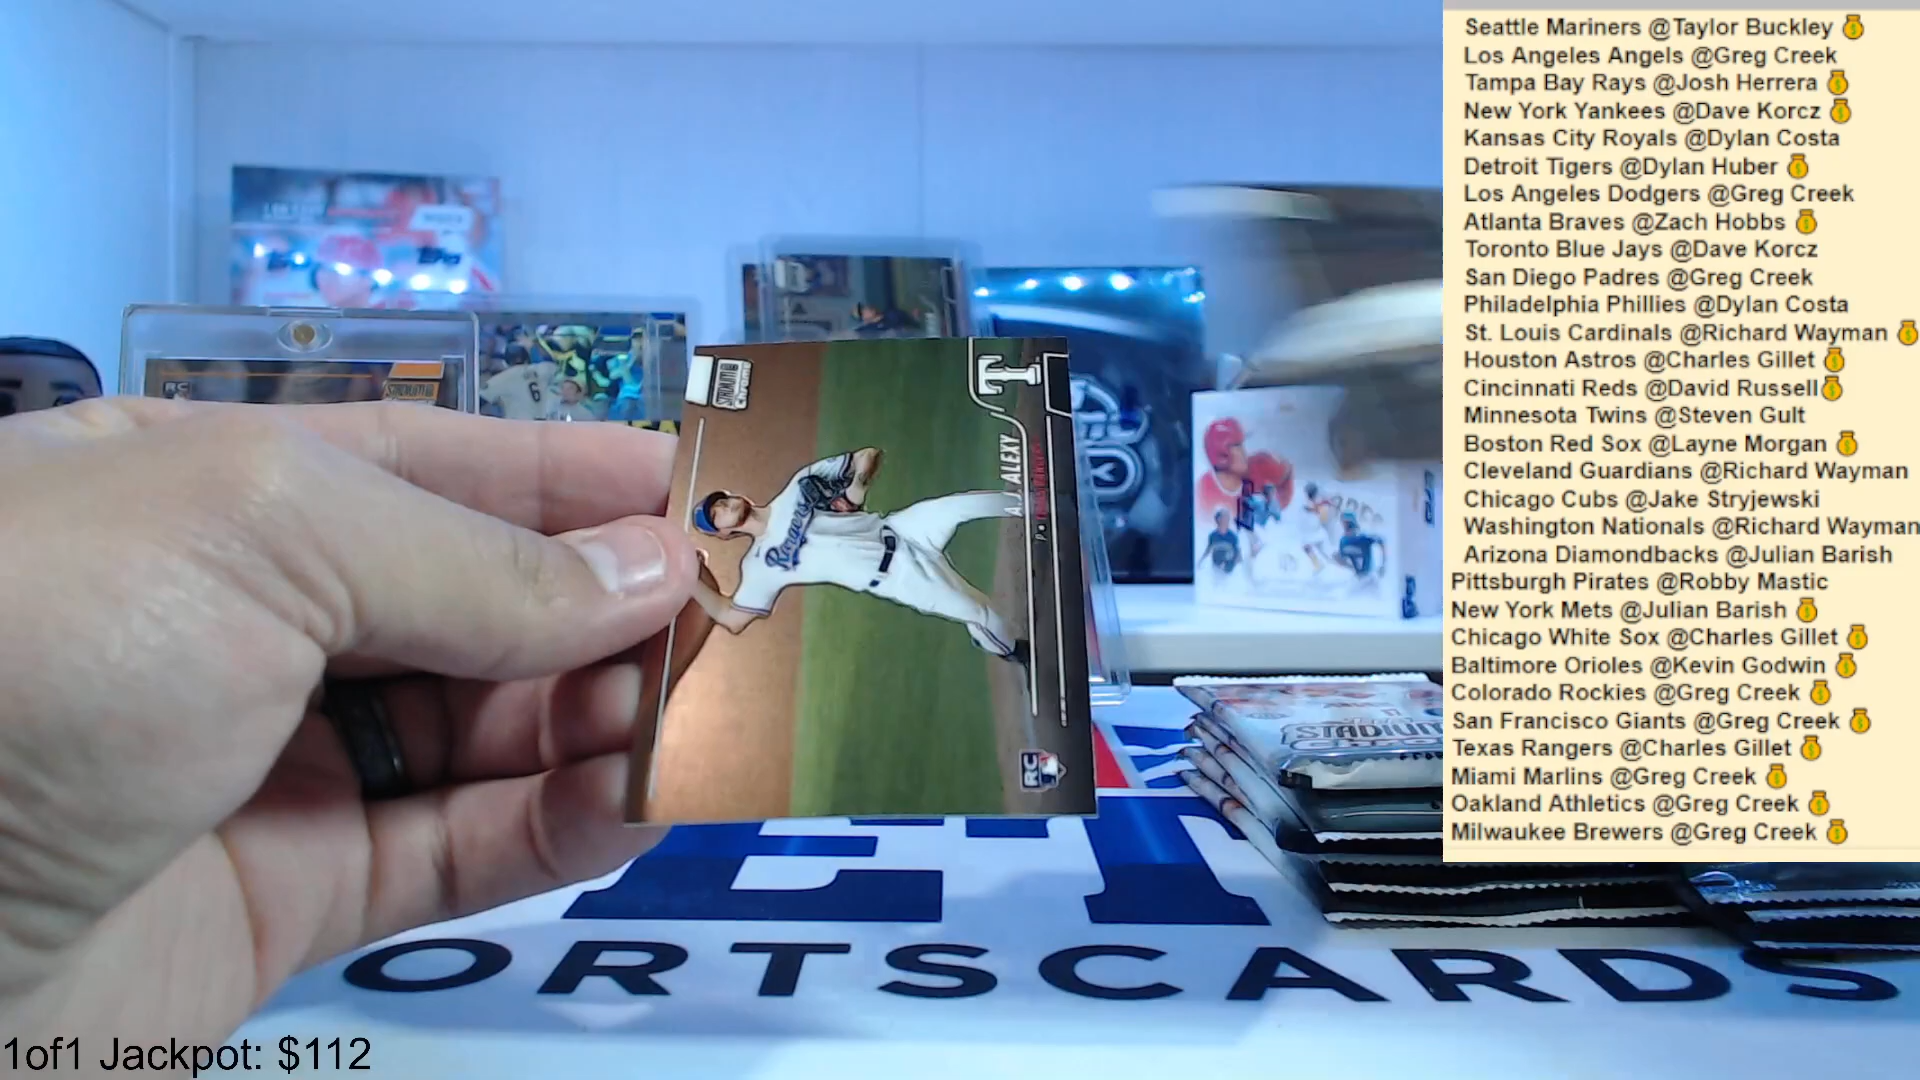 Seattle Mariners @Taylor Buckley
Los Angeles Angels @Greg Creek
Tampa Bay Rays @Josh Herrera
New York Yankees @Dave Korcz
Kansas City Royals @Dylan Costa
Detroit Tigers @Dylan Huber
Los Angeles Dodgers @Greg Creek
Atlanta Braves @Zach Hobbs
Toronto Blue Jays @Dave Korcz
San Diego Padres @Greg Creek
Philadelphia Phillies @Dylan Costa
St. Louis Cardinals @Richard Wayman
Houston Astros @Charles Gillet
Cincinnati Reds @David Russell
Minnesota Twins @Steven Gult
Boston Red Sox @Layne Morgan
Cleveland Guardians @Richard Wayman
Chicago Cubs @Jake Stryjewski
Washington Nationals @Richard Wayman
Arizona Diamondbacks @Julian Barish
Pittsburgh Pirates @Robby Mastic
New York Mets @Julian Barish
Chicago White Sox @Charles Gillet
Baltimore Orioles @Kevin Godwin
Colorado Rockies @Greg Creek
San Francisco Giants @Greg Creek
Texas Rangers @Charles Gillet
Miami Marlins @Greg Creek
Oakland Athletics @Greg Creek
Milwaukee Brewers @Greg Creek
RC
6
STADIUM
CHROME
T
A.J. ALEXY
P •
Rangers
RC
STADIUM
ET
ORTSCARDS
1of1 Jackpot: $112